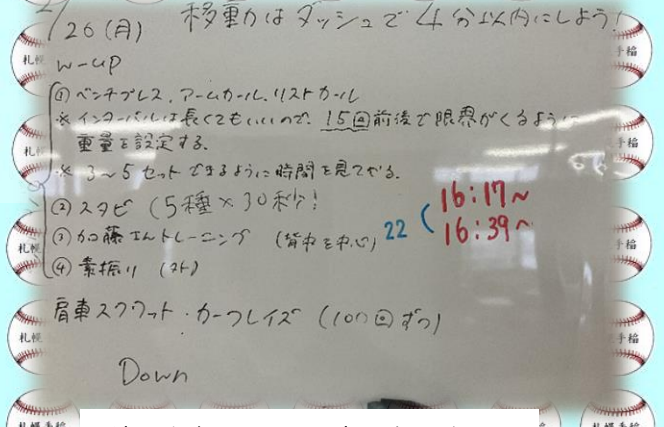 /26(月) 移動はダッシュで4分以内にしよう!
W-up
① ベンチプレス、アームカール、リストカール
※ インターバルは長くてもいいので、15回前後で限界がくるように
重量を設定する。
※ 3〜5セットできるように時間を見てやる。
② スタビ (5種×30秒!
③ 加藤さんトレーニング (背中を中心) 22 ( 16:17〜
16:39〜
④ 素振り (外)
肩車スクワット・カーフレイズ (100回ずつ)
Down
札幌手稲